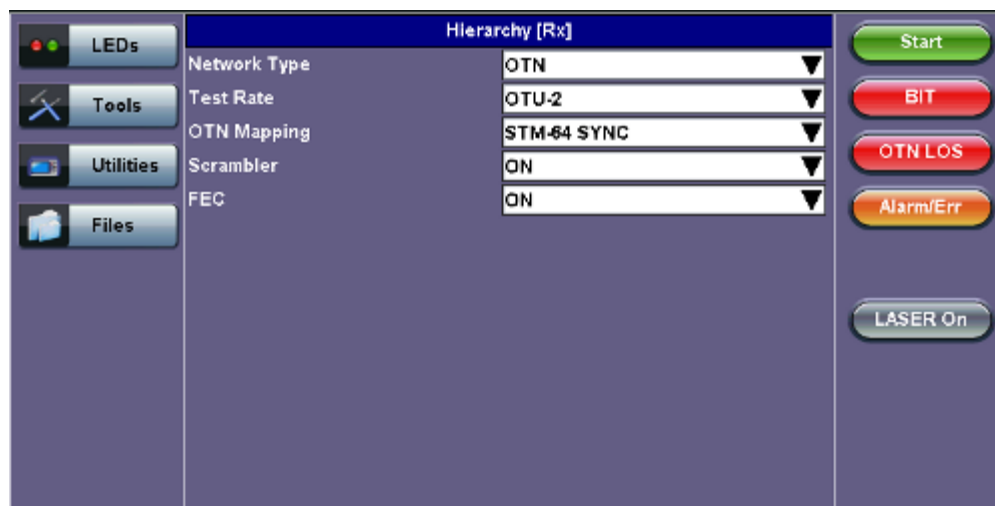 Hierarchy [Rx]
LEDs
Tools
Utilities
Files
Network Type OTN
Test Rate OTU-2
OTN Mapping STM-64 SYNC
Scrambler ON
FEC ON
Start
BIT
OTN LOS
Alarm/Err
LASER On